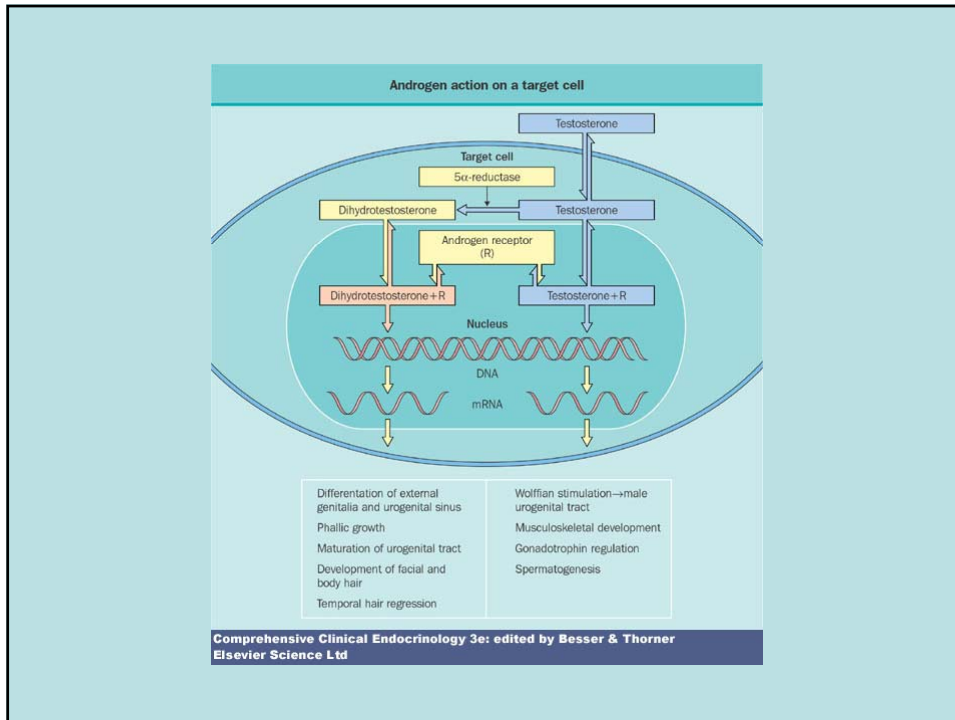 Androgen action on a target cell
Testosterone
Target cell
5α-reductase
Dihydrotestosterone
Testosterone
Androgen receptor
(R)
Dihydrotestosterone+R
Testosterone+R
Nucleus
DNA
mRNA
Differentation of external
genitalia and urogenital sinus
Phallic growth
Maturation of urogenital tract
Development of facial and
body hair
Temporal hair regression
Wolffian stimulation→male
urogenital tract
Musculoskeletal development
Gonadotrophin regulation
Spermatogenesis
Comprehensive Clinical Endocrinology 3e: edited by Besser & Thorner
Elsevier Science Ltd